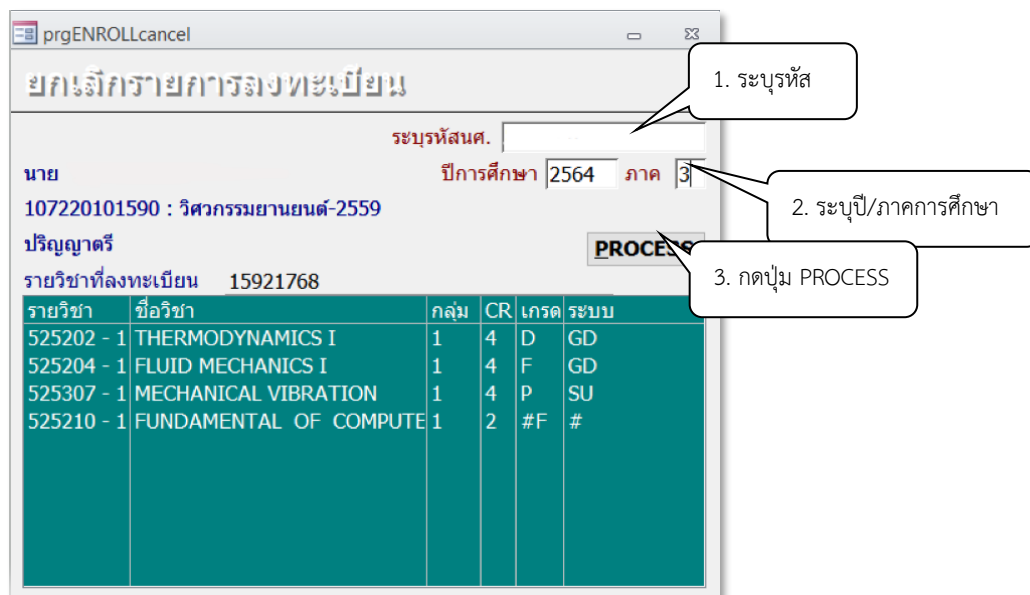 prgENROLLcancel
ยกเลิกรายการลงทะเบียน
1. ระบุรหัส
ระบุรหัสนศ.
นาย
ปีการศึกษา 2564 ภาค 3
2. ระบุปี/ภาคการศึกษา
107220101590 : วิศวกรรมยานยนต์-2559
ปริญญาตรี
PROCESS
3. กดปุ่ม PROCESS
รายวิชาที่ลงทะเบียน 15921768
รายวิชา ชื่อวิชา กลุ่ม CR เกรด ระบบ
525202 - 1 THERMODYNAMICS I 1 4 D GD
525204 - 1 FLUID MECHANICS I 1 4 F GD
525307 - 1 MECHANICAL VIBRATION 1 4 P SU
525210 - 1 FUNDAMENTAL OF COMPUTE 1 2 #F #